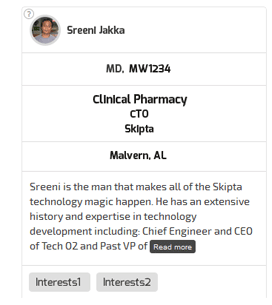 ?
Sreeni Jakka
MD, MW1234
Clinical Pharmacy
CTO
Skipta
Malvern, AL
Sreeni is the man that makes all of the Skipta
technology magic happen. He has an extensive
history and expertise in technology
development including: Chief Engineer and CEO
of Tech O2 and Past VP of Read more
Interests1 Interests2